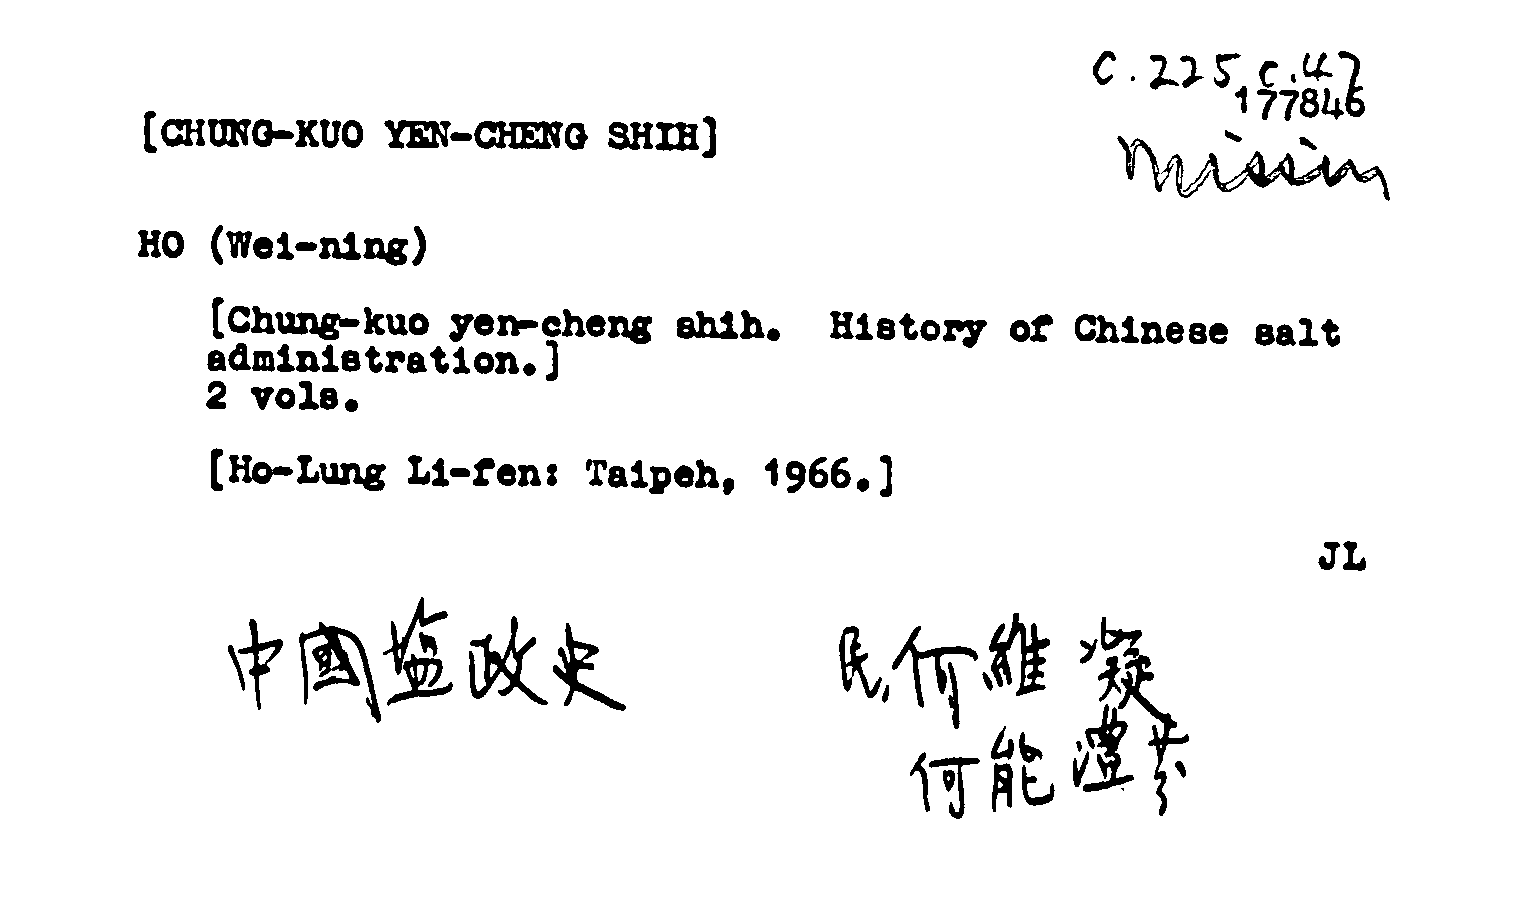 C.225.c.47
177846
missing
[CHUNG-KUO YEN-CHENG SHIH]
HO (Wei-ning)
[Chung-kuo yen-cheng shih. History of Chinese salt
administration.]
2 vols.
[Ho-Lung Li-fen: Taipeh, 1966.]
JL
中國塩政史
民.何維凝
何龍澧芬